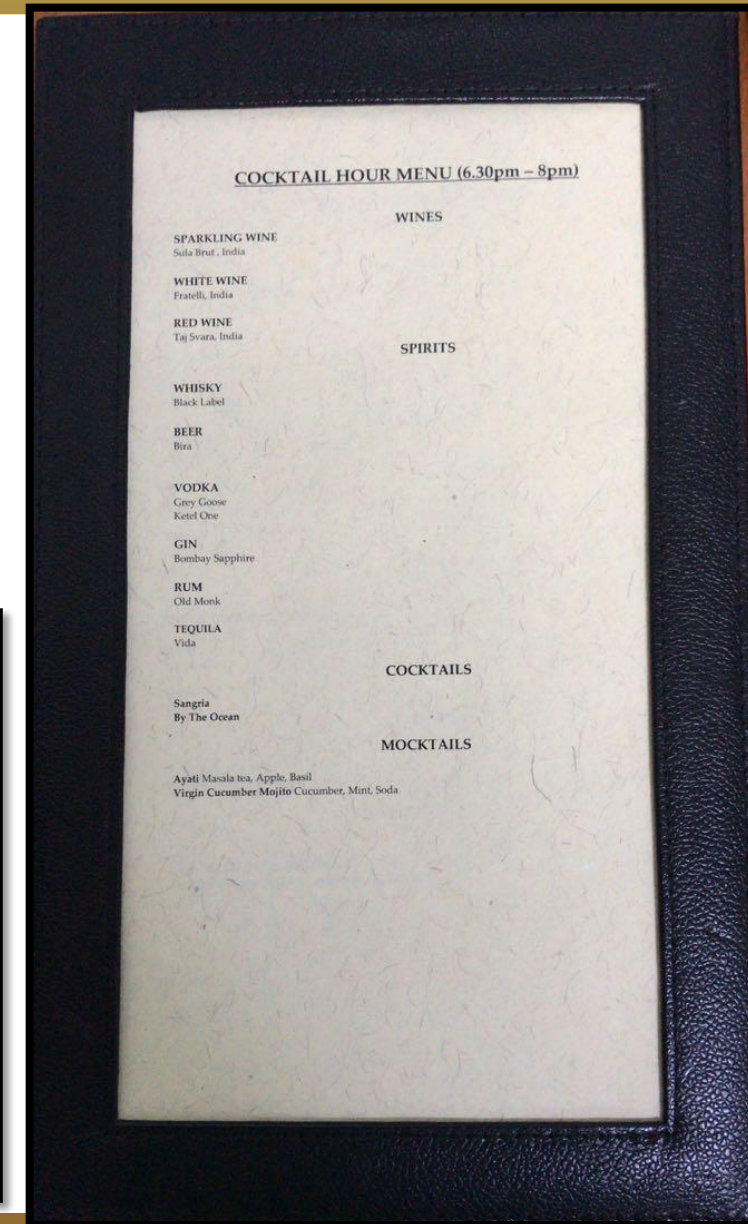 COCKTAIL HOUR MENU (6.30pm – 8pm)
WINES
SPARKLING WINE
Sula Brut , India
WHITE WINE
Fratelli, India
RED WINE
Taj Svara, India
SPIRITS
WHISKY
Black Label
BEER
Bira
VODKA
Grey Goose
Ketel One
GIN
Bombay Sapphire
RUM
Old Monk
TEQUILA
Vida
COCKTAILS
Sangria
By The Ocean
MOCKTAILS
Ayati Masala tea, Apple, Basil
Virgin Cucumber Mojito Cucumber, Mint, Soda